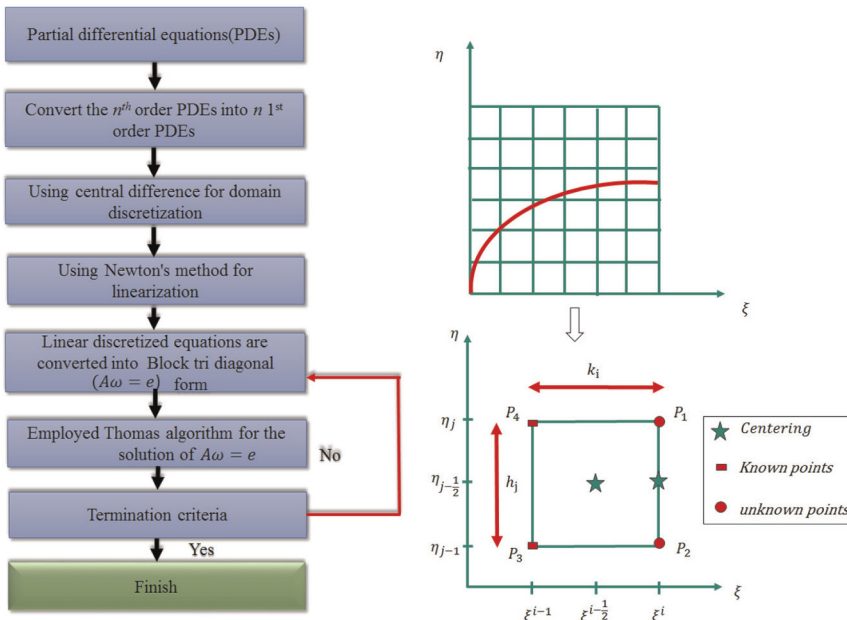 Partial differential equations(PDEs)
Convert the nᵗʰ order PDEs into n 1ˢᵗ
order PDEs
Using central difference for domain
discretization
Using Newton's method for
linearization
Linear discretized equations are
converted into Block tri diagonal
(Aω = e) form
Employed Thomas algorithm for the
solution of Aω = e
No
Termination criteria
Yes
Finish
η
ξ
η
kᵢ
P₄
P₁
ηⱼ
hⱼ
η_{j-1/2}
ηⱼ₋₁
P₃
P₂
ξ
ξⁱ⁻¹
ξ^{i-1/2}
ξⁱ
Centering
Known points
unknown points